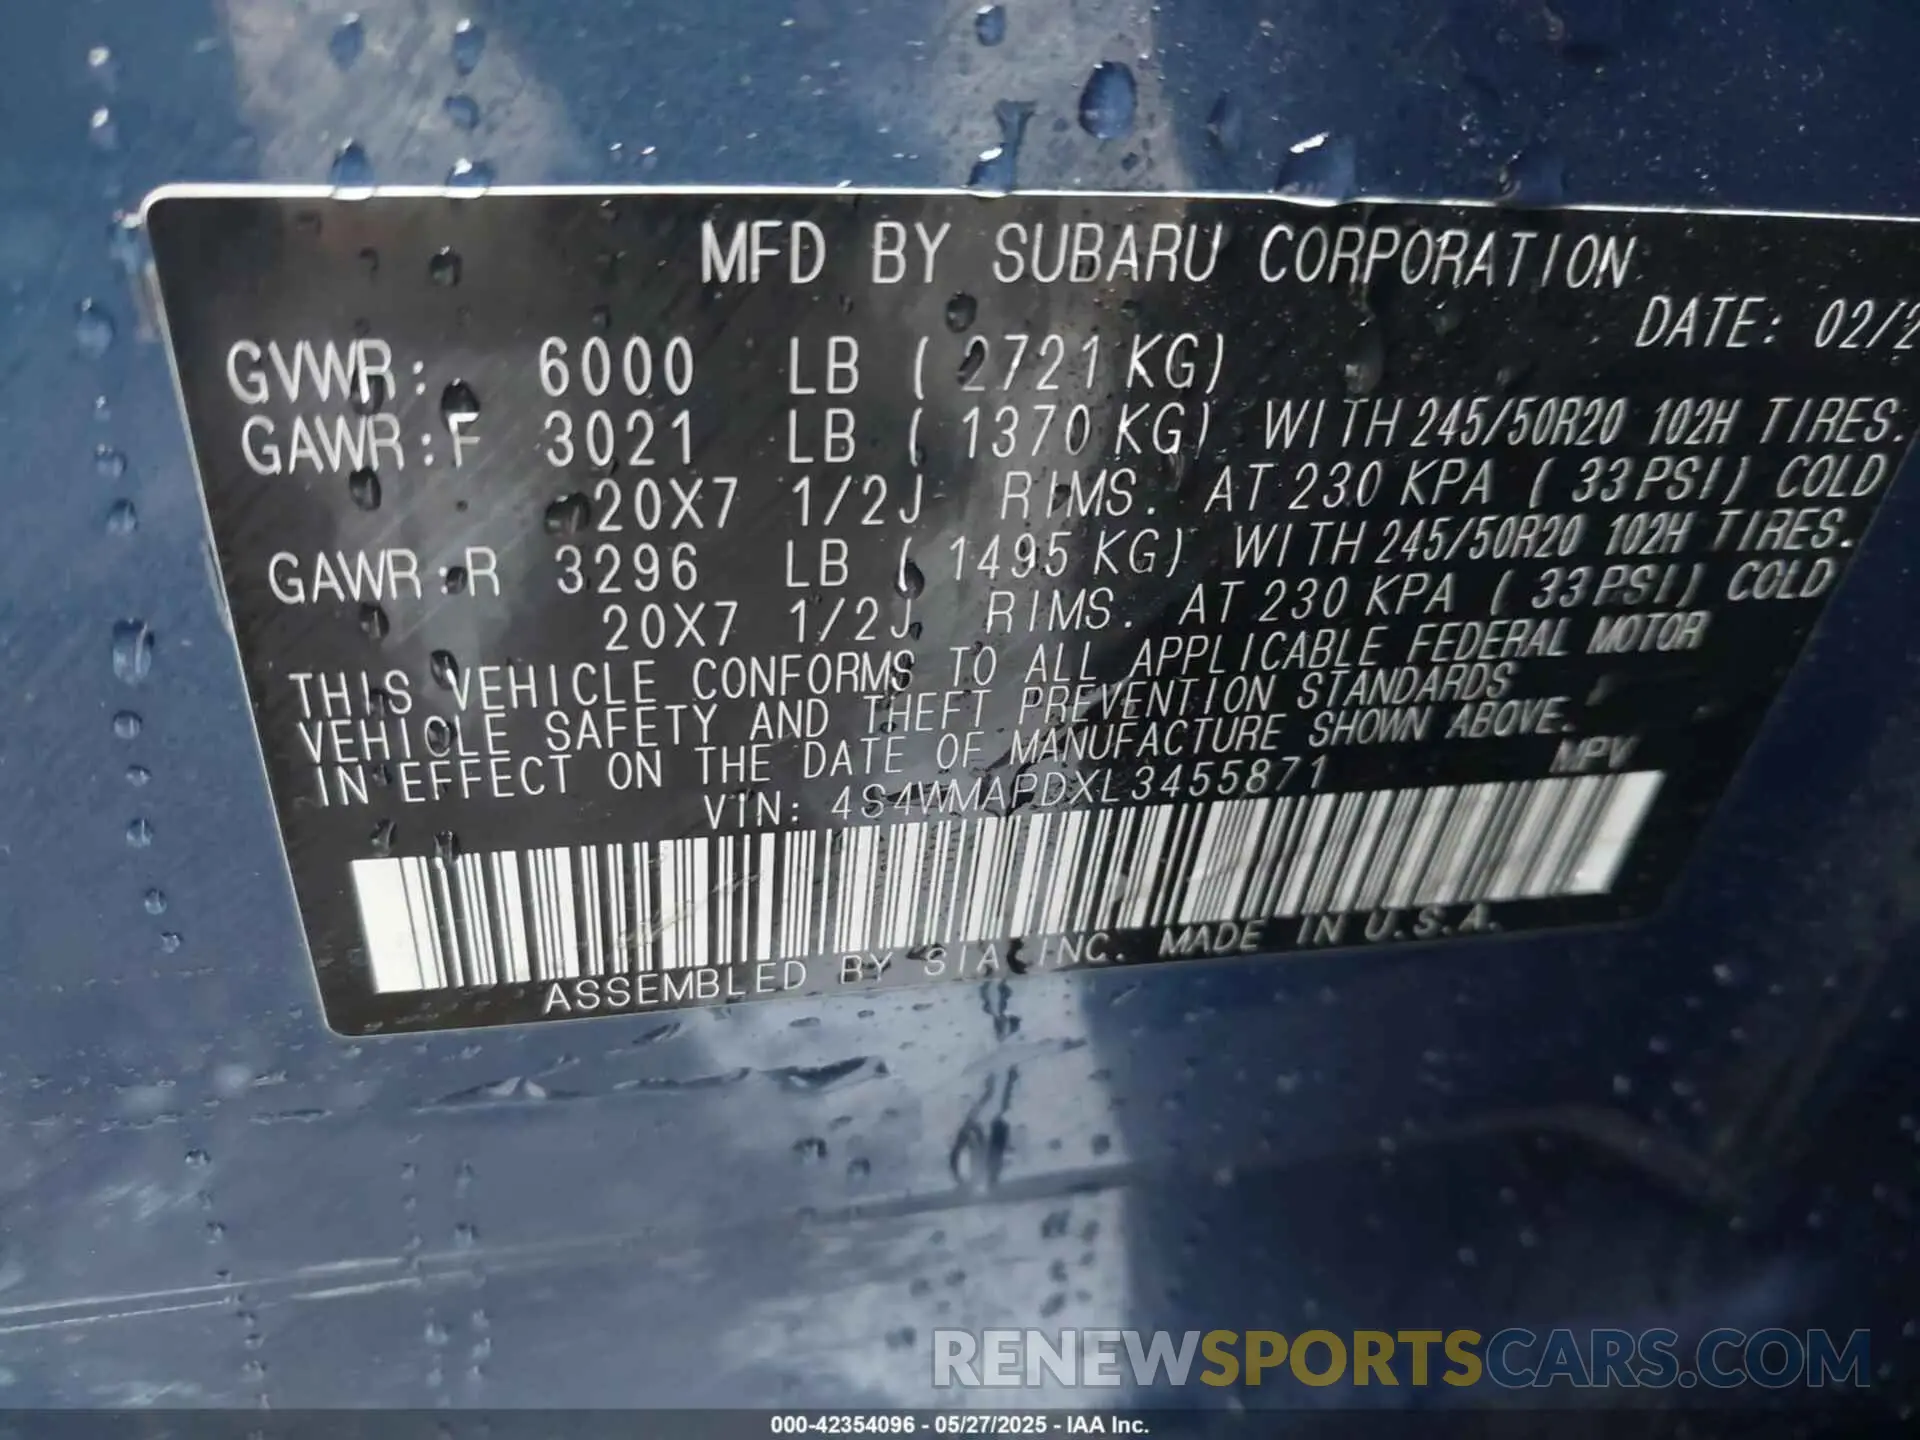 MFD BY SUBARU CORPORATION
DATE: 02/2
GVWR: 6000 LB ( 2721 KG)
GAWR:F 3021 LB ( 1370 KG) WITH 245/50R20 102H TIRES.
20X7 1/2J RIMS. AT 230 KPA ( 33PSI) COLD
GAWR:R 3296 LB ( 1495 KG) WITH 245/50R20 102H TIRES.
20X7 1/2J RIMS. AT 230 KPA ( 33PSI) COLD
THIS VEHICLE CONFORMS TO ALL APPLICABLE FEDERAL MOTOR
VEHICLE SAFETY AND THEFT PREVENTION STANDARDS
IN EFFECT ON THE DATE OF MANUFACTURE SHOWN ABOVE.
VIN: 4S4WMAPDXL3455871 MPV
ASSEMBLED BY SIA INC. MADE IN U.S.A.
RENEWSPORTSCARS.COM
000-42354096 - 05/27/2025 - IAA Inc.